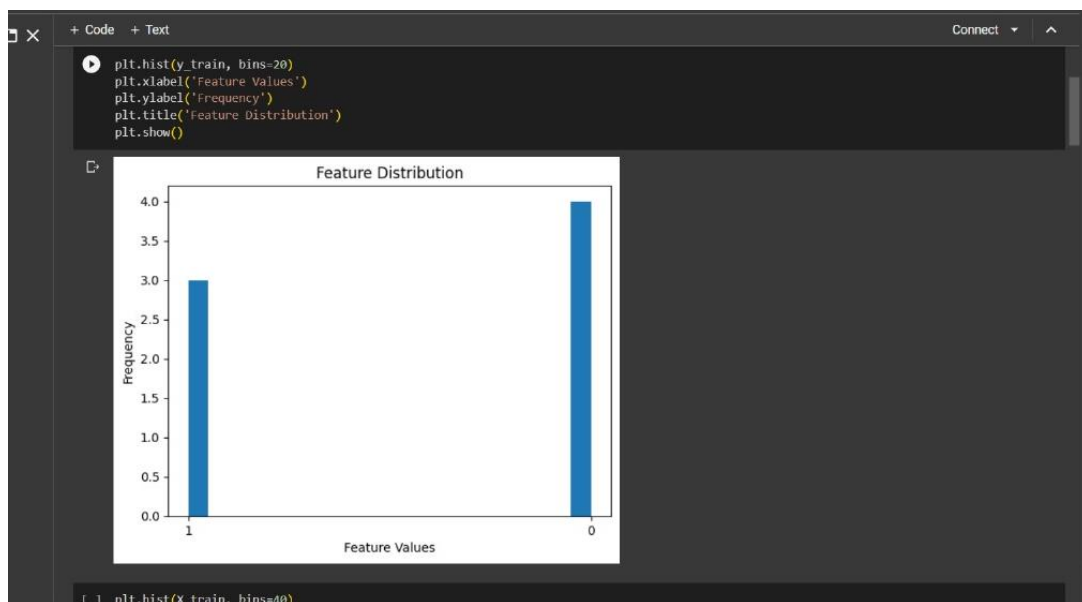 + Code + Text
Connect
plt.hist(y_train, bins=20)
plt.xlabel('Feature Values')
plt.ylabel('Frequency')
plt.title('Feature Distribution')
plt.show()
Feature Distribution
4.0
3.5
3.0
2.5
2.0
1.5
1.0
0.5
0.0
Frequency
1 0
Feature Values
[ ] plt.hist(X_train, bins=40)